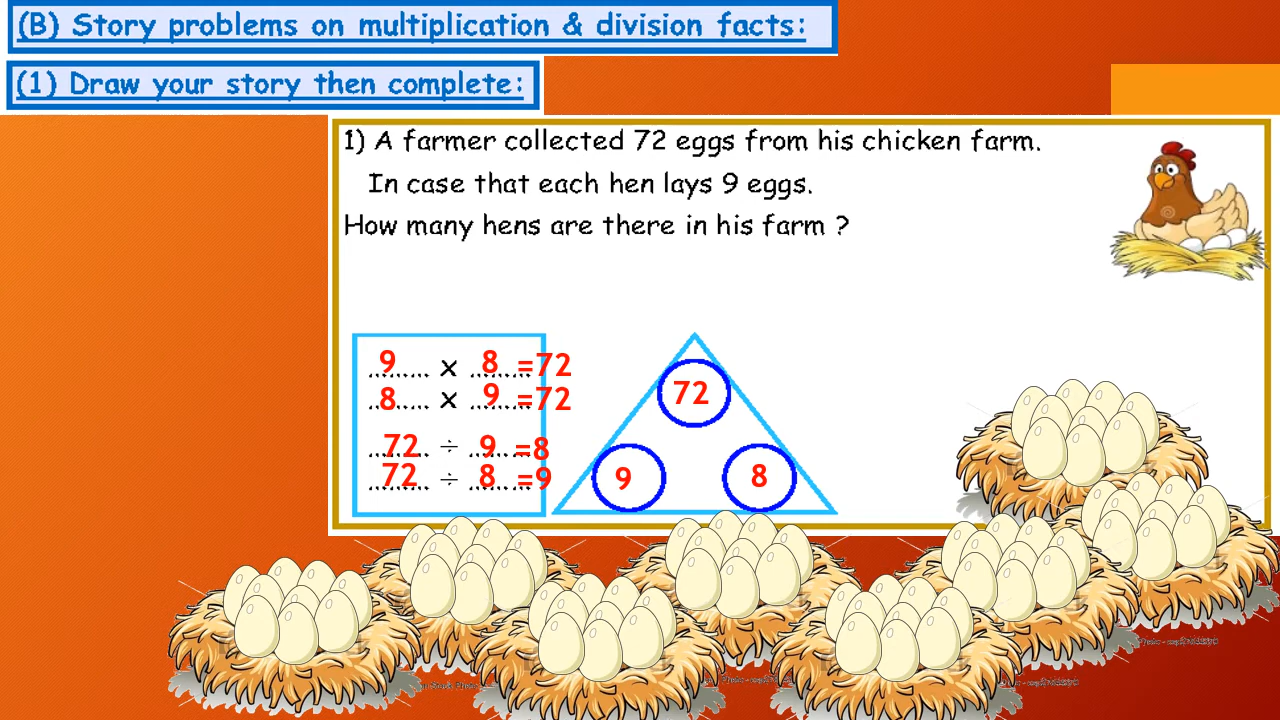 (B) Story problems on multiplication & division facts:
(1) Draw your story then complete:
1) A farmer collected 72 eggs from his chicken farm.
In case that each hen lays 9 eggs.
How many hens are there in his farm ?
9 x 8 =72
8 x 9 =72
72 ÷ 9 =8
72 ÷ 8 =9
72
9 8